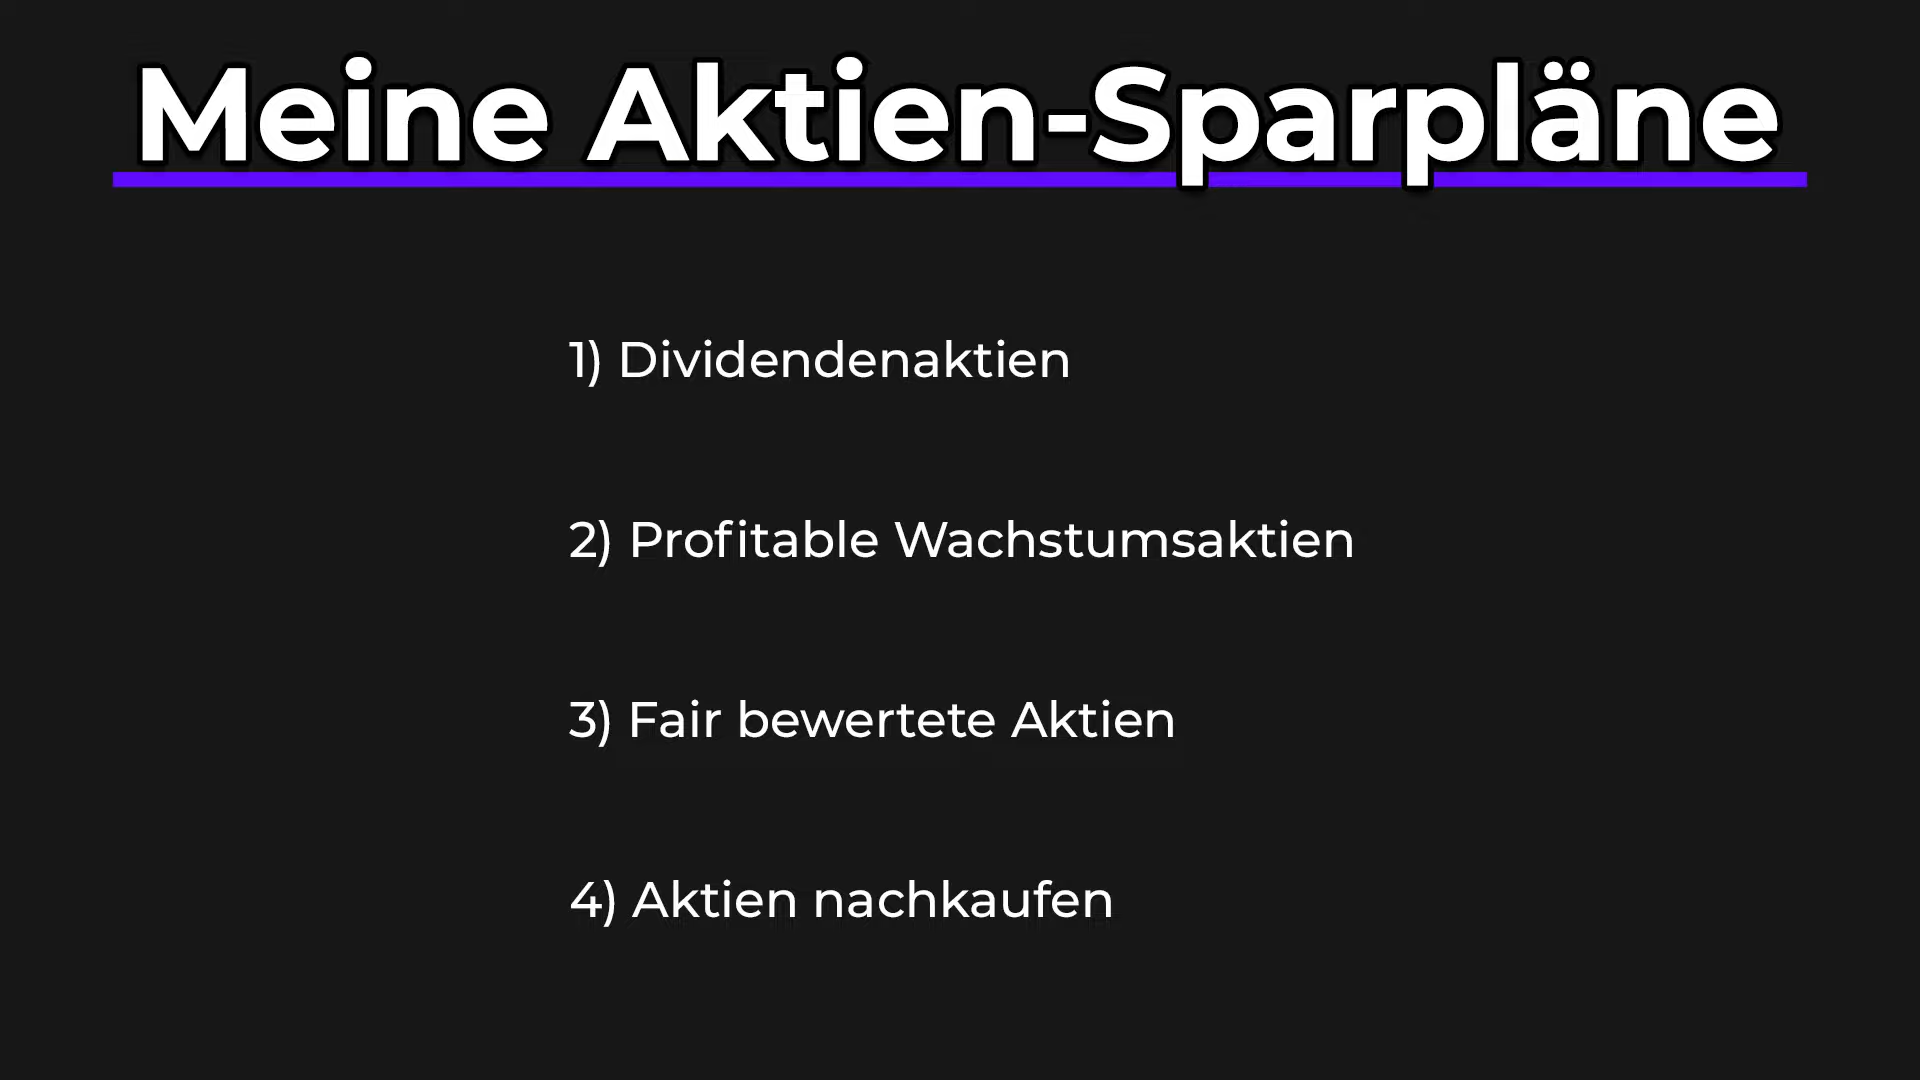 Meine Aktien-Sparpläne
1) Dividendenaktien
2) Profitable Wachstumsaktien
3) Fair bewertete Aktien
4) Aktien nachkaufen